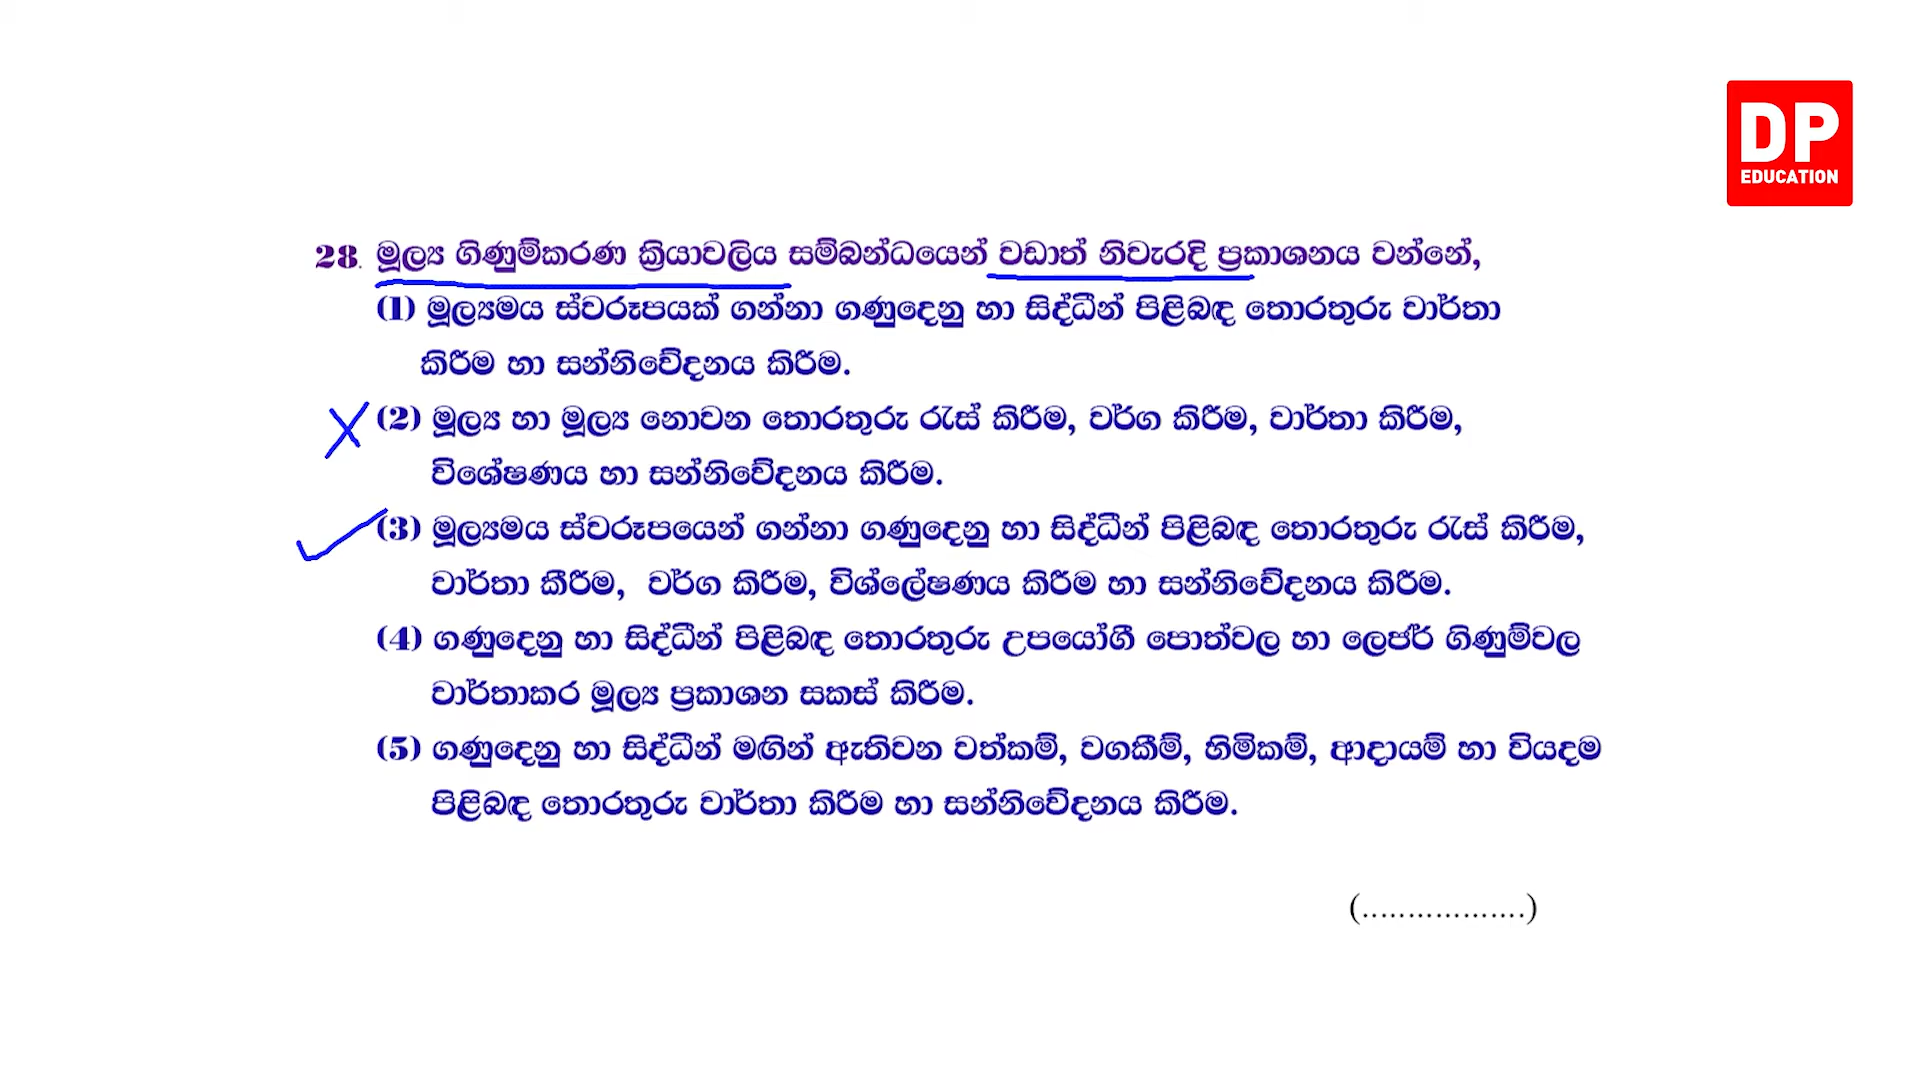 DP
EDUCATION
28. මූල්‍ය ගිණුම්කරණ ක්‍රියාවලිය සම්බන්ධයෙන් වඩාත් නිවැරදි ප්‍රකාශනය වන්නේ,
(1) මූල්‍යමය ස්වරූපයක් ගන්නා ගණුදෙනු හා සිද්ධීන් පිළිබඳ තොරතුරු වාර්තා
කිරීම හා සන්නිවේදනය කිරීම.
(2) මූල්‍ය හා මූල්‍ය නොවන තොරතුරු රැස් කිරීම, වර්ග කිරීම, වාර්තා කිරීම,
විශේෂණය හා සන්නිවේදනය කිරීම.
(3) මූල්‍යමය ස්වරූපයෙන් ගන්නා ගණුදෙනු හා සිද්ධීන් පිළිබඳ තොරතුරු රැස් කිරීම,
වාර්තා කීරීම, වර්ග කිරීම, විශ්ලේෂණය කිරීම හා සන්නිවේදනය කිරීම.
(4) ගණුදෙනු හා සිද්ධීන් පිළිබඳ තොරතුරු උපයෝගී පොත්වල හා ලෙජර් ගිණුම්වල
වාර්තාකර මූල්‍ය ප්‍රකාශන සකස් කිරීම.
(5) ගණුදෙනු හා සිද්ධීන් මඟින් ඇතිවන වත්කම්, වගකීම්, හිමිකම්, ආදායම් හා වියදම්
පිළිබඳ තොරතුරු වාර්තා කිරීම හා සන්නිවේදනය කිරීම.
(..................)